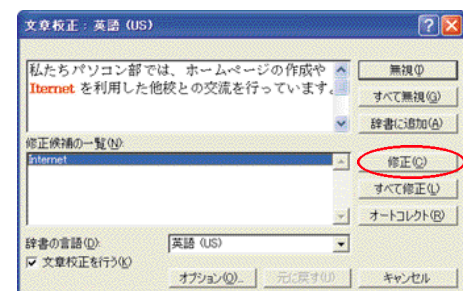 文章校正：英語 (US)
私たちパソコン部では、ホームページの作成や
Iternet を利用した他校との交流を行っています。
無視(I)
すべて無視(G)
辞書に追加(A)
修正候補の一覧(N):
Internet
修正(C)
すべて修正(L)
オートコレクト(R)
辞書の言語(D):
英語 (US)
文章校正を行う(K)
オプション(O)...
元に戻す(U)
キャンセル